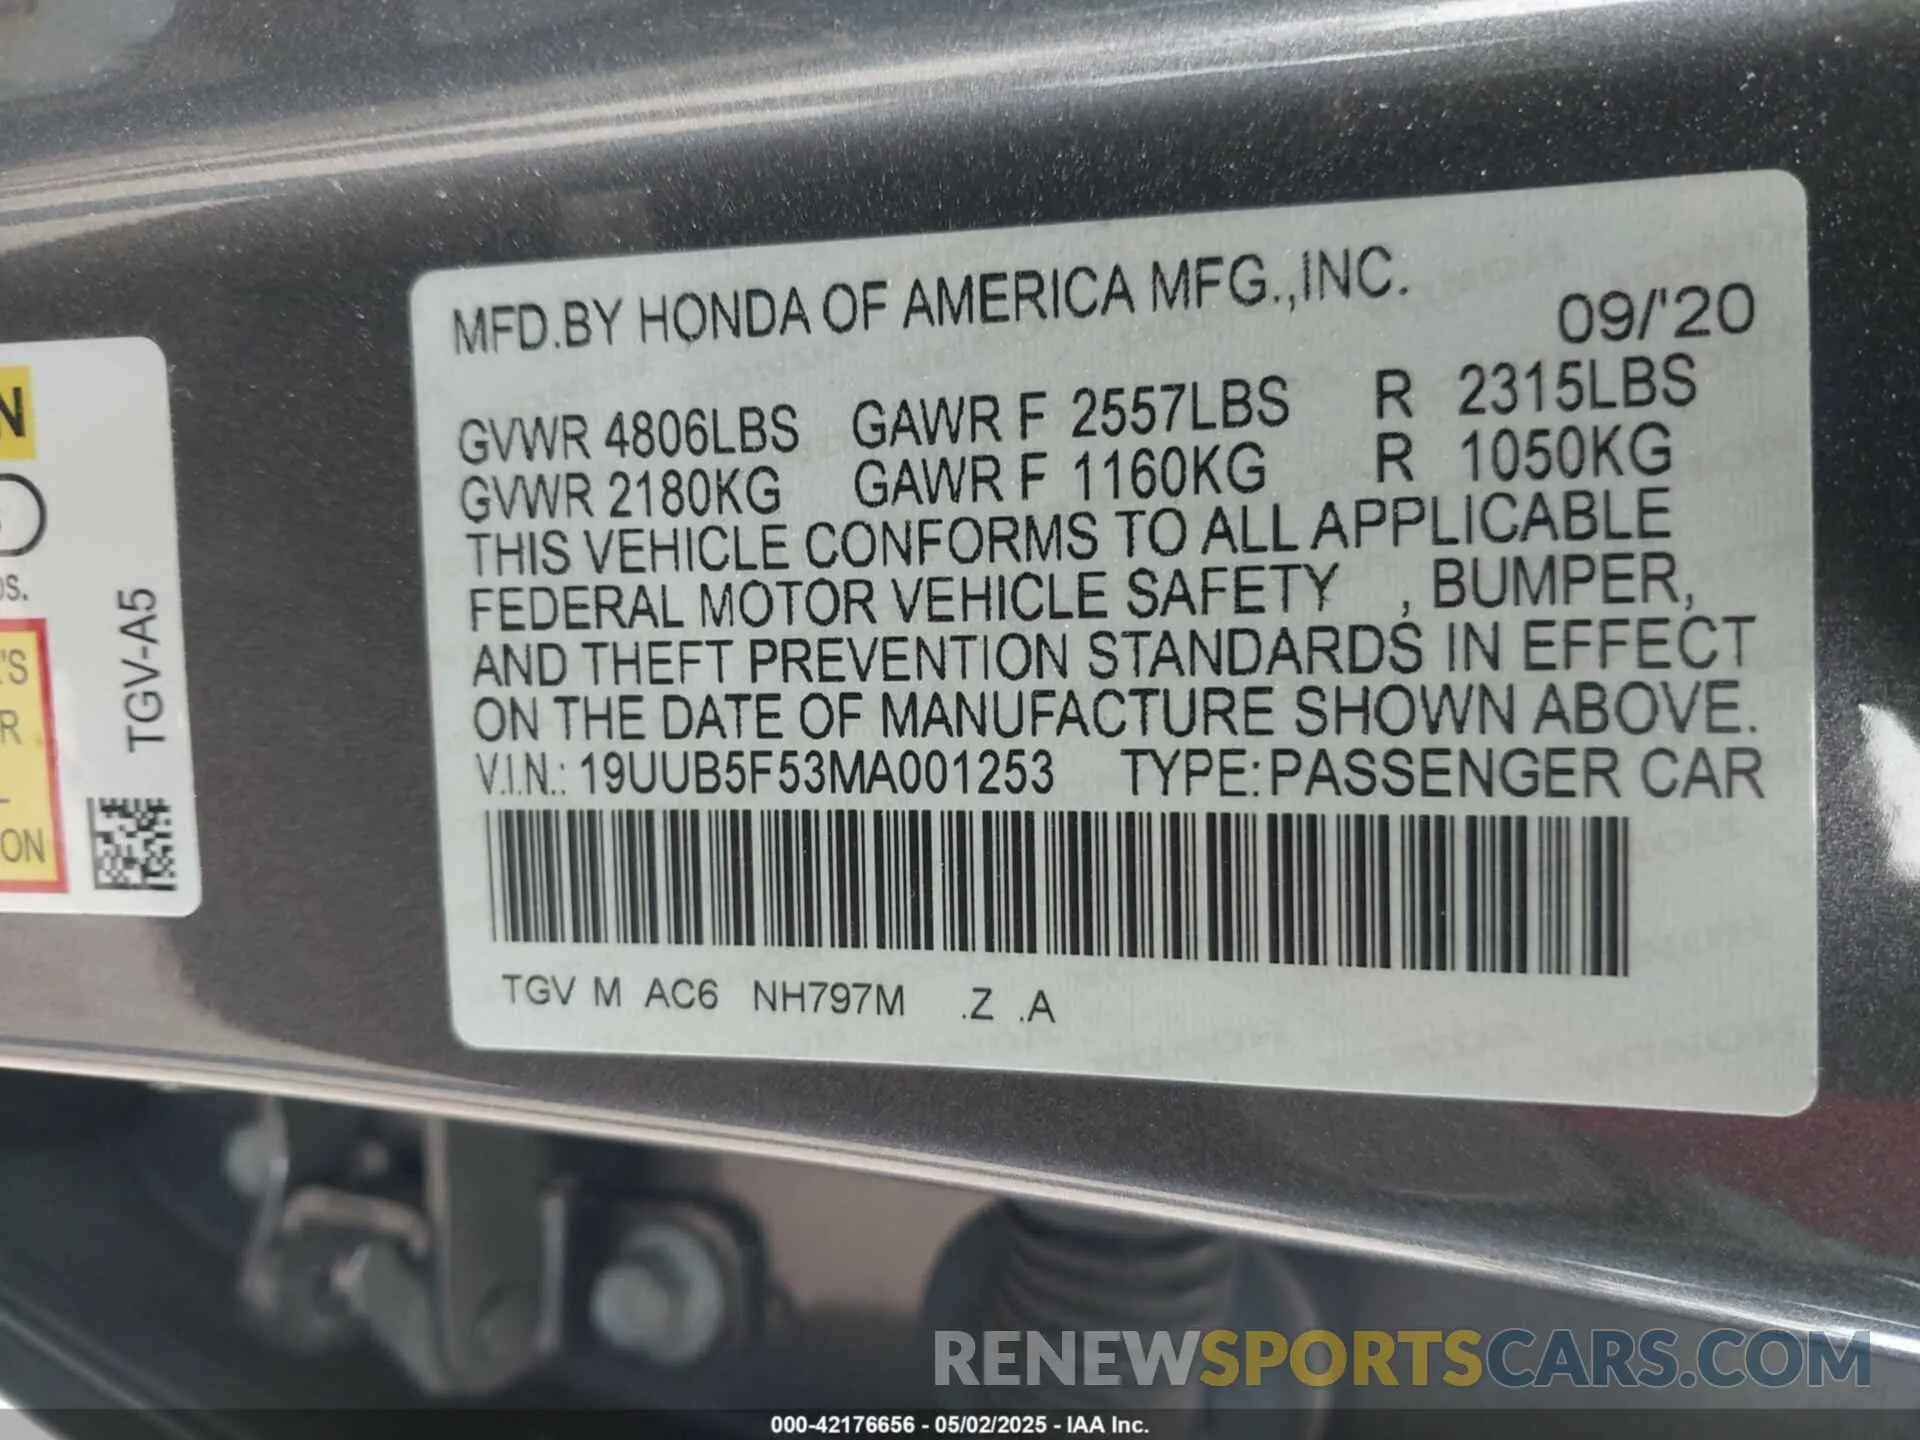 MFD.BY HONDA OF AMERICA MFG.,INC.
09/'20
GVWR 4806LBS GAWR F 2557LBS R 2315LBS
GVWR 2180KG GAWR F 1160KG R 1050KG
THIS VEHICLE CONFORMS TO ALL APPLICABLE
FEDERAL MOTOR VEHICLE SAFETY , BUMPER,
AND THEFT PREVENTION STANDARDS IN EFFECT
ON THE DATE OF MANUFACTURE SHOWN ABOVE.
V.I.N.: 19UUB5F53MA001253 TYPE:PASSENGER CAR
TGV M AC6 NH797M .Z .A
TGV-A5
N
'S
R
ON
RENEWSPORTSCARS.COM
000-42176656 - 05/02/2025 - IAA Inc.